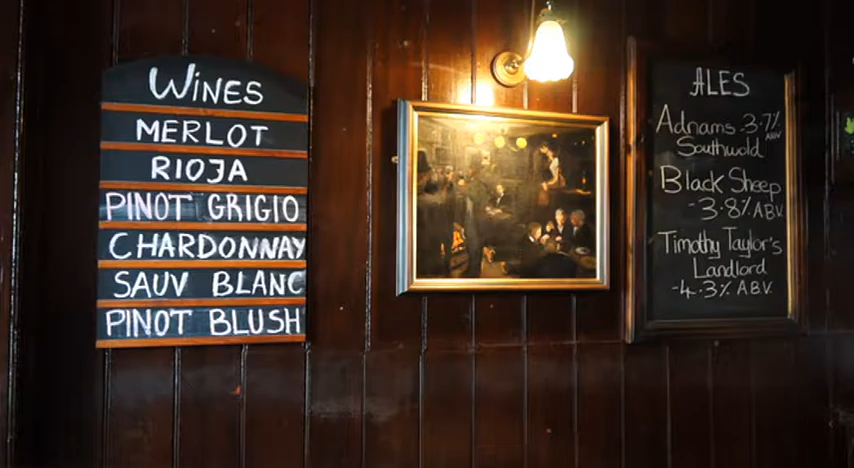 WINES
MERLOT
RIOJA
PINOT GRIGIO
CHARDONNAY
SAUV BLANC
PINOT BLUSH
ALES
Adnams 3.7%
ABV
Southwold
Black Sheep
-3.8% A.B.V.
Timothy Taylor's
Landlord
-4.3% A.B.V.